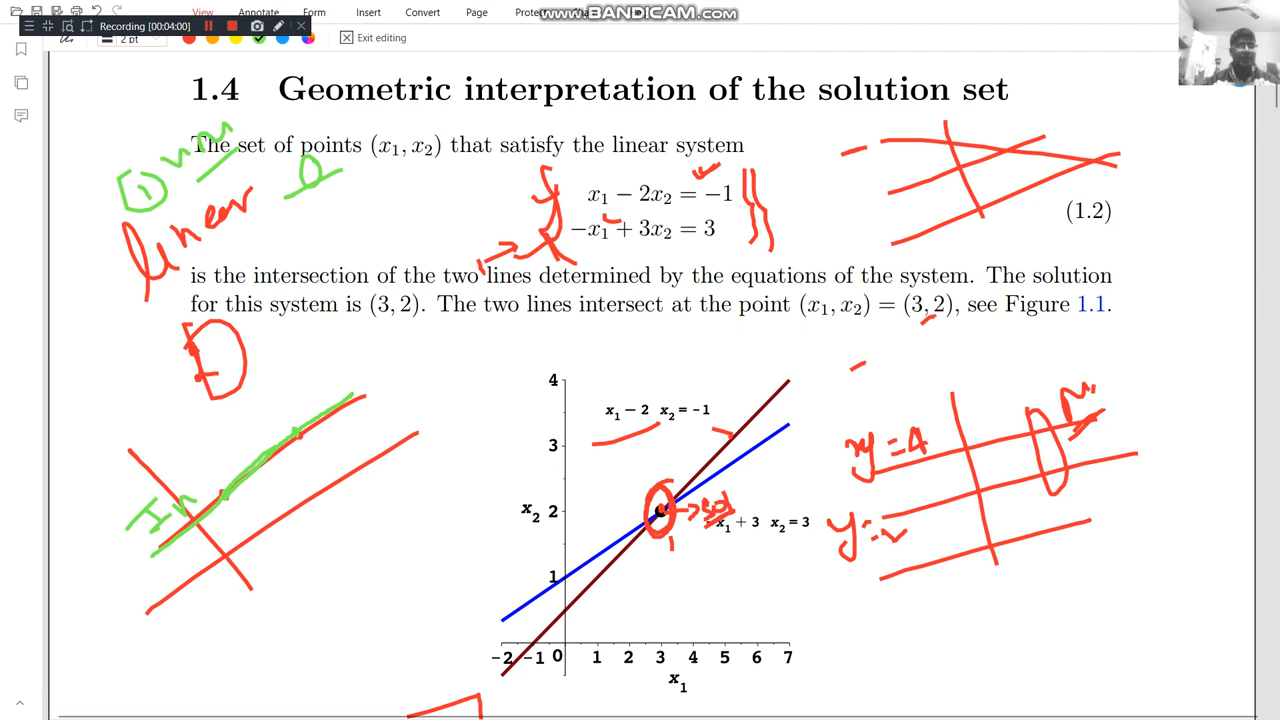 View Insert Convert Page Annotate Form
www.BANDICAM.com
Recording [00:04:00]
2 pt
Exit editing
1.4 Geometric interpretation of the solution set
The set of points (x₁, x₂) that satisfy the linear system
x₁ − 2x₂ = −1
−x₁ + 3x₂ = 3
(1.2)
is the intersection of the two lines determined by the equations of the system. The solution
for this system is (3, 2). The two lines intersect at the point (x₁, x₂) = (3, 2), see Figure 1.1.
(1)
linear
4
x₁ − 2 x₂ = −1
3
x₂ 2
sol
x₁ + 3 x₂ = 3
1
−2 −1 0 1 2 3 4 5 6 7
x₁
In
xy = 4